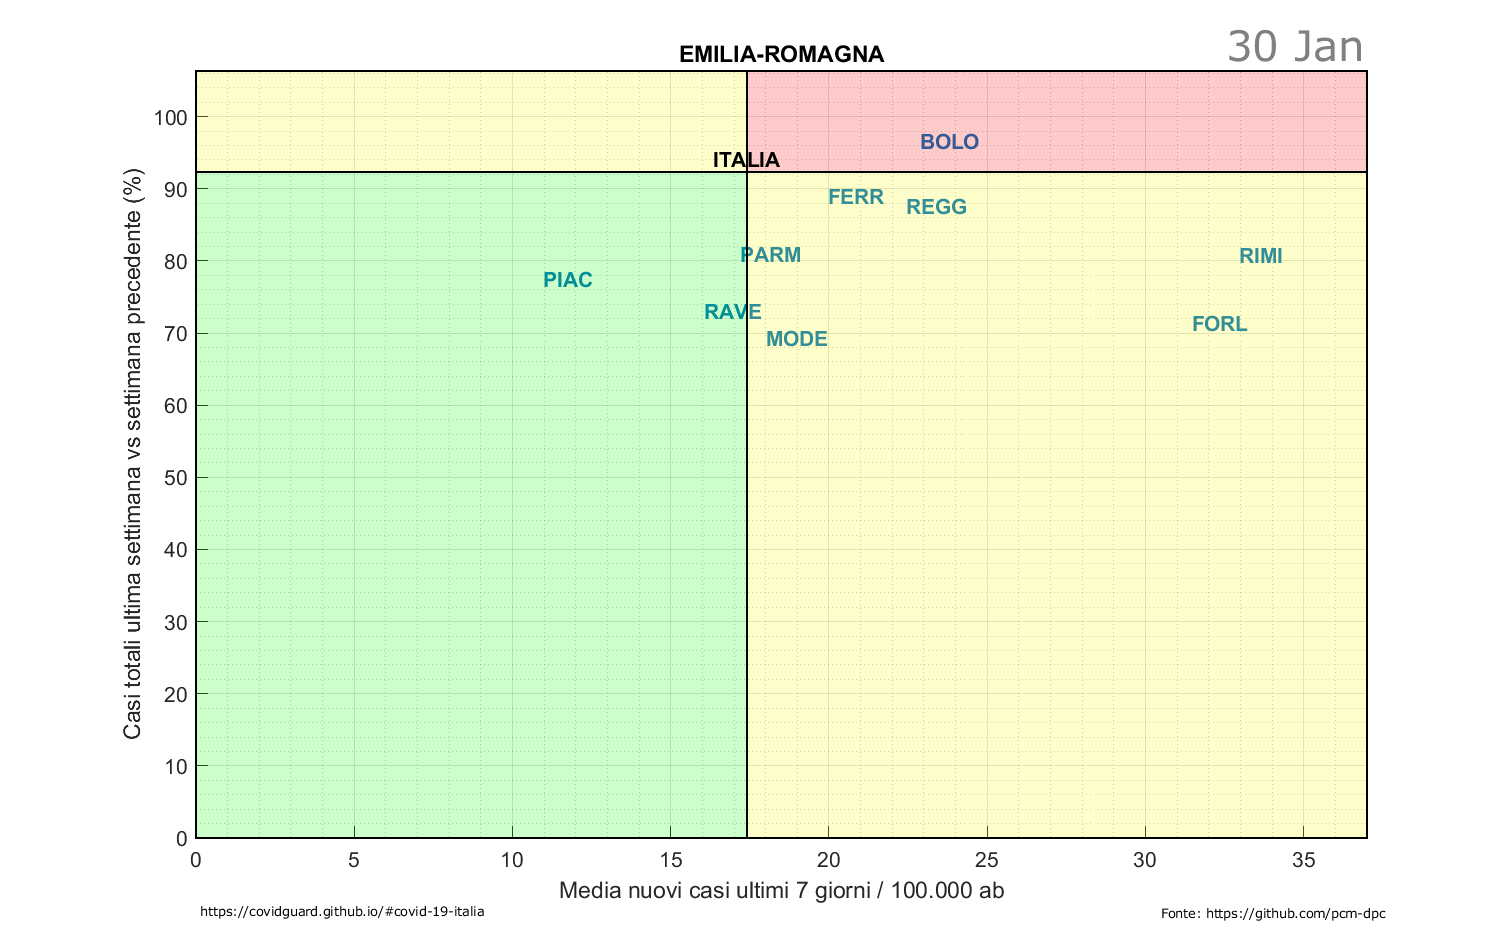 30 Jan
EMILIA-ROMAGNA
100
90
80
70
60
50
40
30
20
10
0
Casi totali ultima settimana vs settimana precedente (%)
BOLO
ITALIA
FERR
REGG
PARM
RIMI
PIAC
RAVE
FORL
MODE
0 5 10 15 20 25 30 35
Media nuovi casi ultimi 7 giorni / 100.000 ab
https://covidguard.github.io/#covid-19-italia
Fonte: https://github.com/pcm-dpc